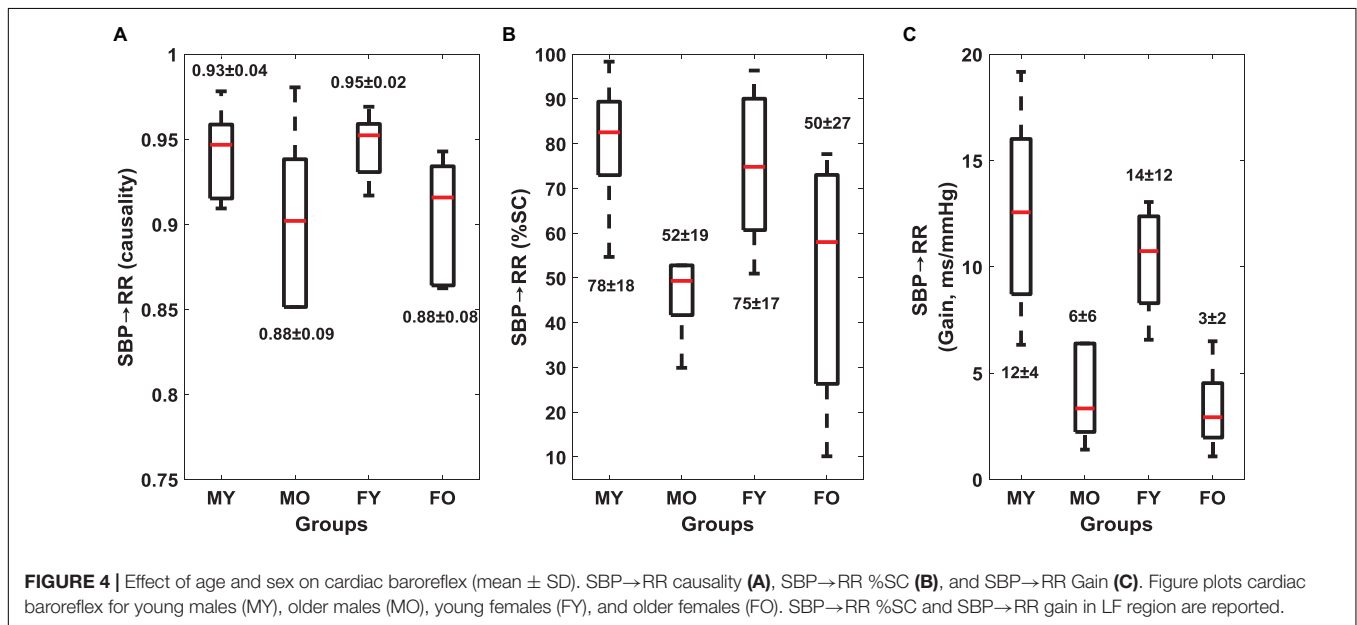 A
SBP→RR (causality)
1
0.95
0.9
0.85
0.8
0.75
0.93±0.04
0.88±0.09
0.95±0.02
0.88±0.08
MY MO FY FO
Groups
B
SBP→RR (%SC)
100
90
80
70
60
50
40
30
20
10
78±18
52±19
75±17
50±27
MY MO FY FO
Groups
C
SBP→RR
(Gain, ms/mmHg)
20
15
10
5
0
12±4
6±6
14±12
3±2
MY MO FY FO
Groups
FIGURE 4 | Effect of age and sex on cardiac baroreflex (mean ± SD). SBP→RR causality (A), SBP→RR %SC (B), and SBP→RR Gain (C). Figure plots cardiac
baroreflex for young males (MY), older males (MO), young females (FY), and older females (FO). SBP→RR %SC and SBP→RR gain in LF region are reported.